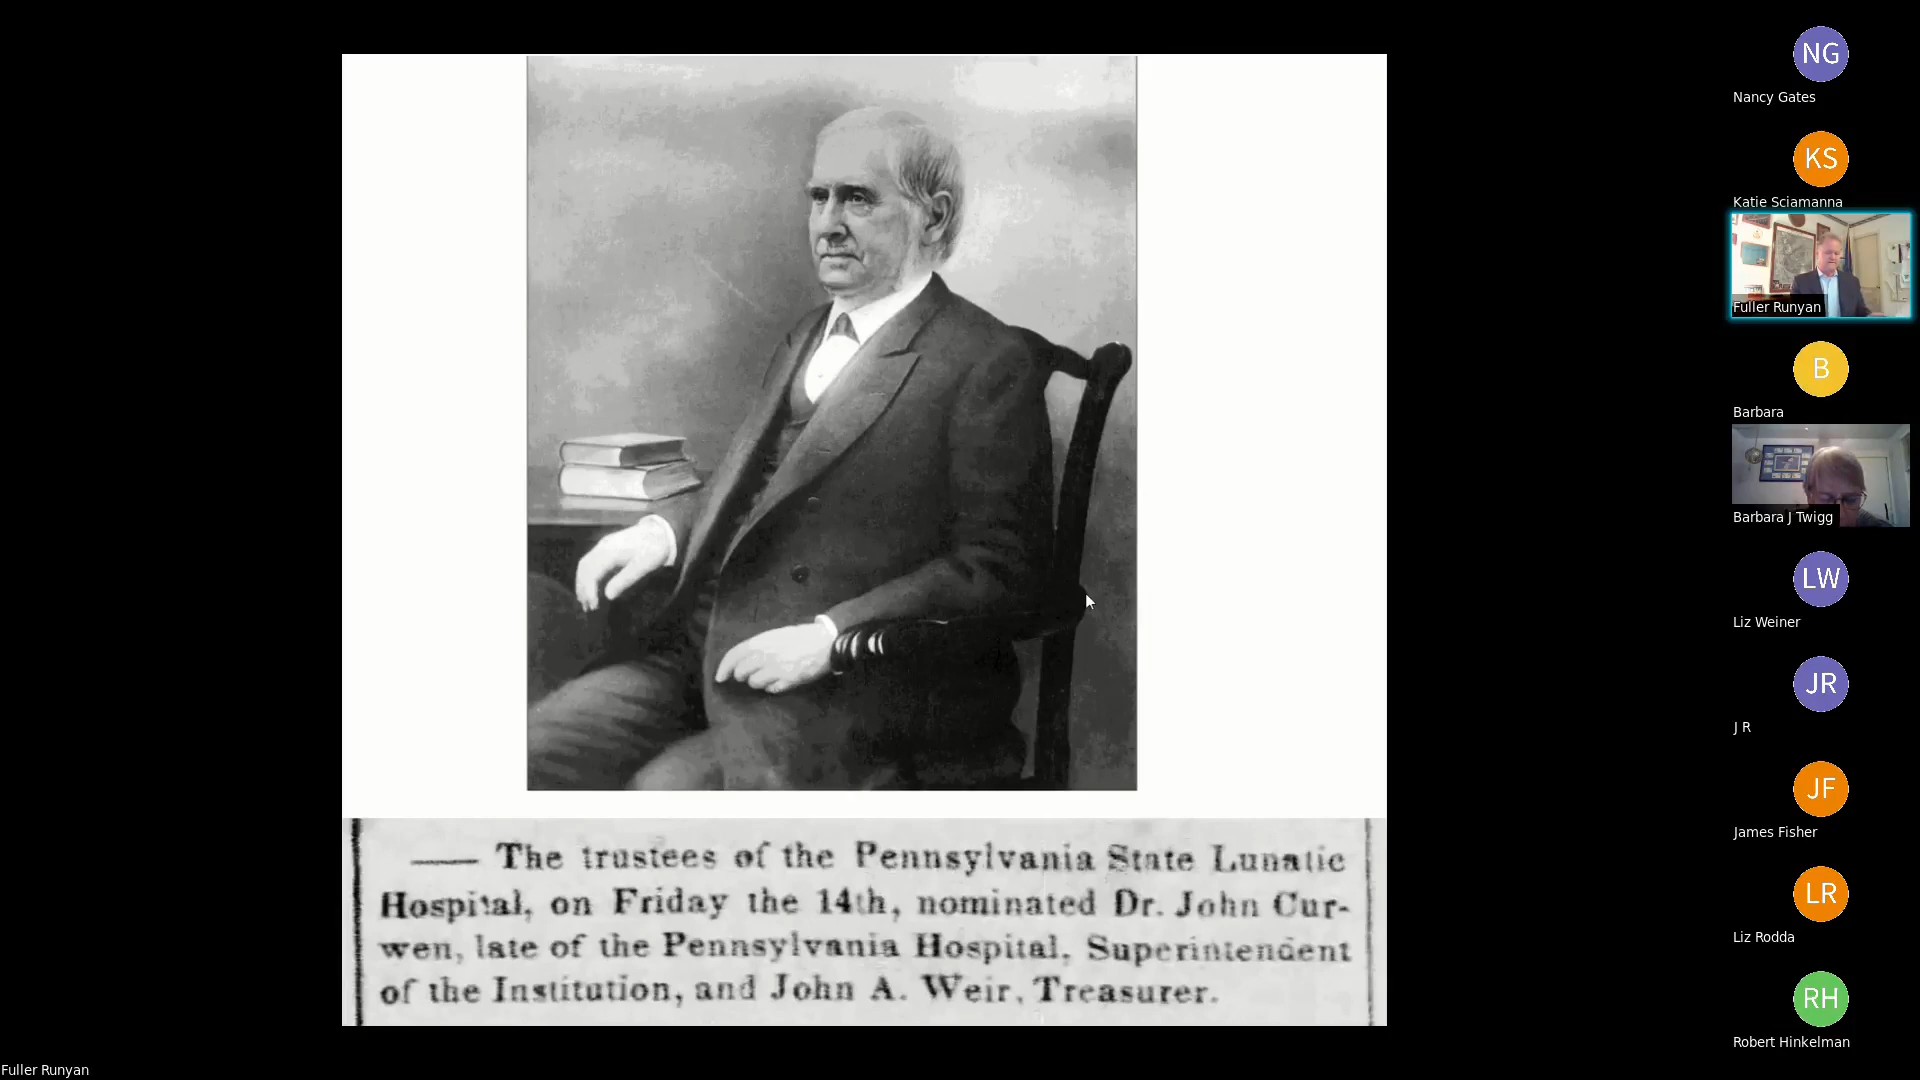 — The trustees of the Pennsylvania State Lunatic
Hospital, on Friday the 14th, nominated Dr. John Cur-
wen, late of the Pennsylvania Hospital, Superintendent
of the Institution, and John A. Weir, Treasurer.
NG
Nancy Gates
KS
Katie Sciamanna
Fuller Runyan
B
Barbara
Barbara J Twigg
LW
Liz Weiner
JR
J R
JF
James Fisher
LR
Liz Rodda
RH
Robert Hinkelman
Fuller Runyan